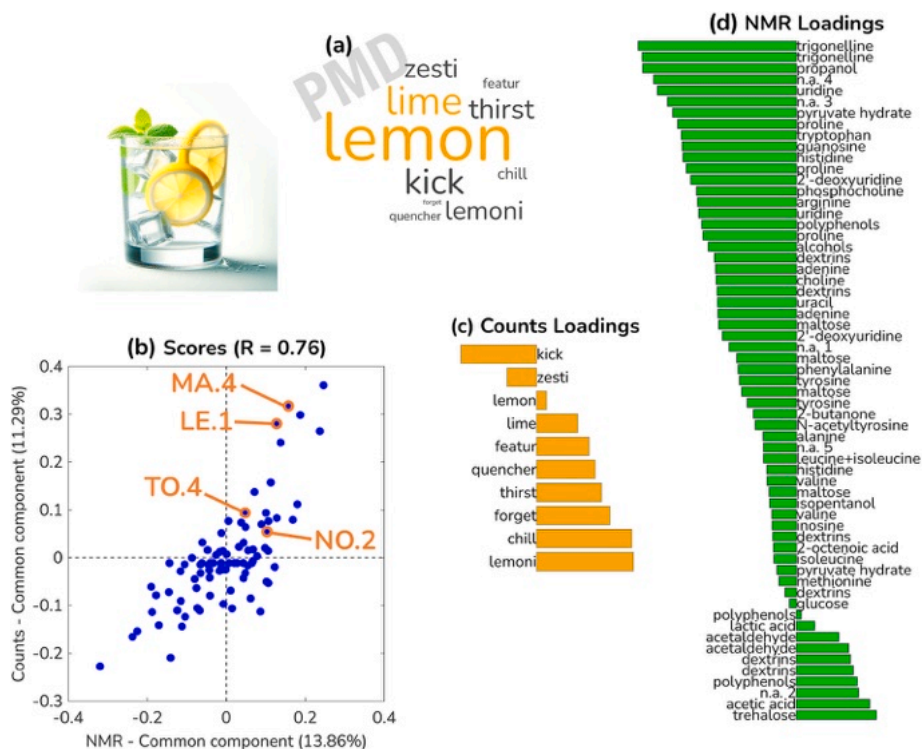 (a)
PMD
zesti
featur
lime
thirst
lemon
chill
kick
forget
quencher
lemoni
(b) Scores (R = 0.76)
Counts - Common component (11.29%)
0.4
0.3
0.2
0.1
0
-0.1
-0.2
-0.3
MA.4
LE.1
TO.4
NO.2
-0.4
-0.2
0
0.2
0.4
NMR - Common component (13.86%)
(c) Counts Loadings
kick
zesti
lemon
lime
featur
quencher
thirst
forget
chill
lemoni
(d) NMR Loadings
trigonelline
trigonelline
propanol
n.a. 4
uridine
n.a. 3
pyruvate hydrate
proline
tryptophan
guanosine
histidine
proline
2'-deoxyuridine
phosphocholine
arginine
uridine
polyphenols
proline
alcohols
dextrins
adenine
choline
dextrins
uracil
adenine
maltose
2'-deoxyuridine
n.a. 1
maltose
phenylalanine
tyrosine
maltose
tyrosine
2-butanone
N-acetyltyrosine
alanine
n.a. 5
leucine+isoleucine
histidine
valine
maltose
isopentanol
valine
inosine
dextrins
2-octenoic acid
isoleucine
pyruvate hydrate
methionine
dextrins
glucose
polyphenols
lactic acid
acetaldehyde
acetaldehyde
dextrins
dextrins
polyphenols
n.a. 2
acetic acid
trehalose